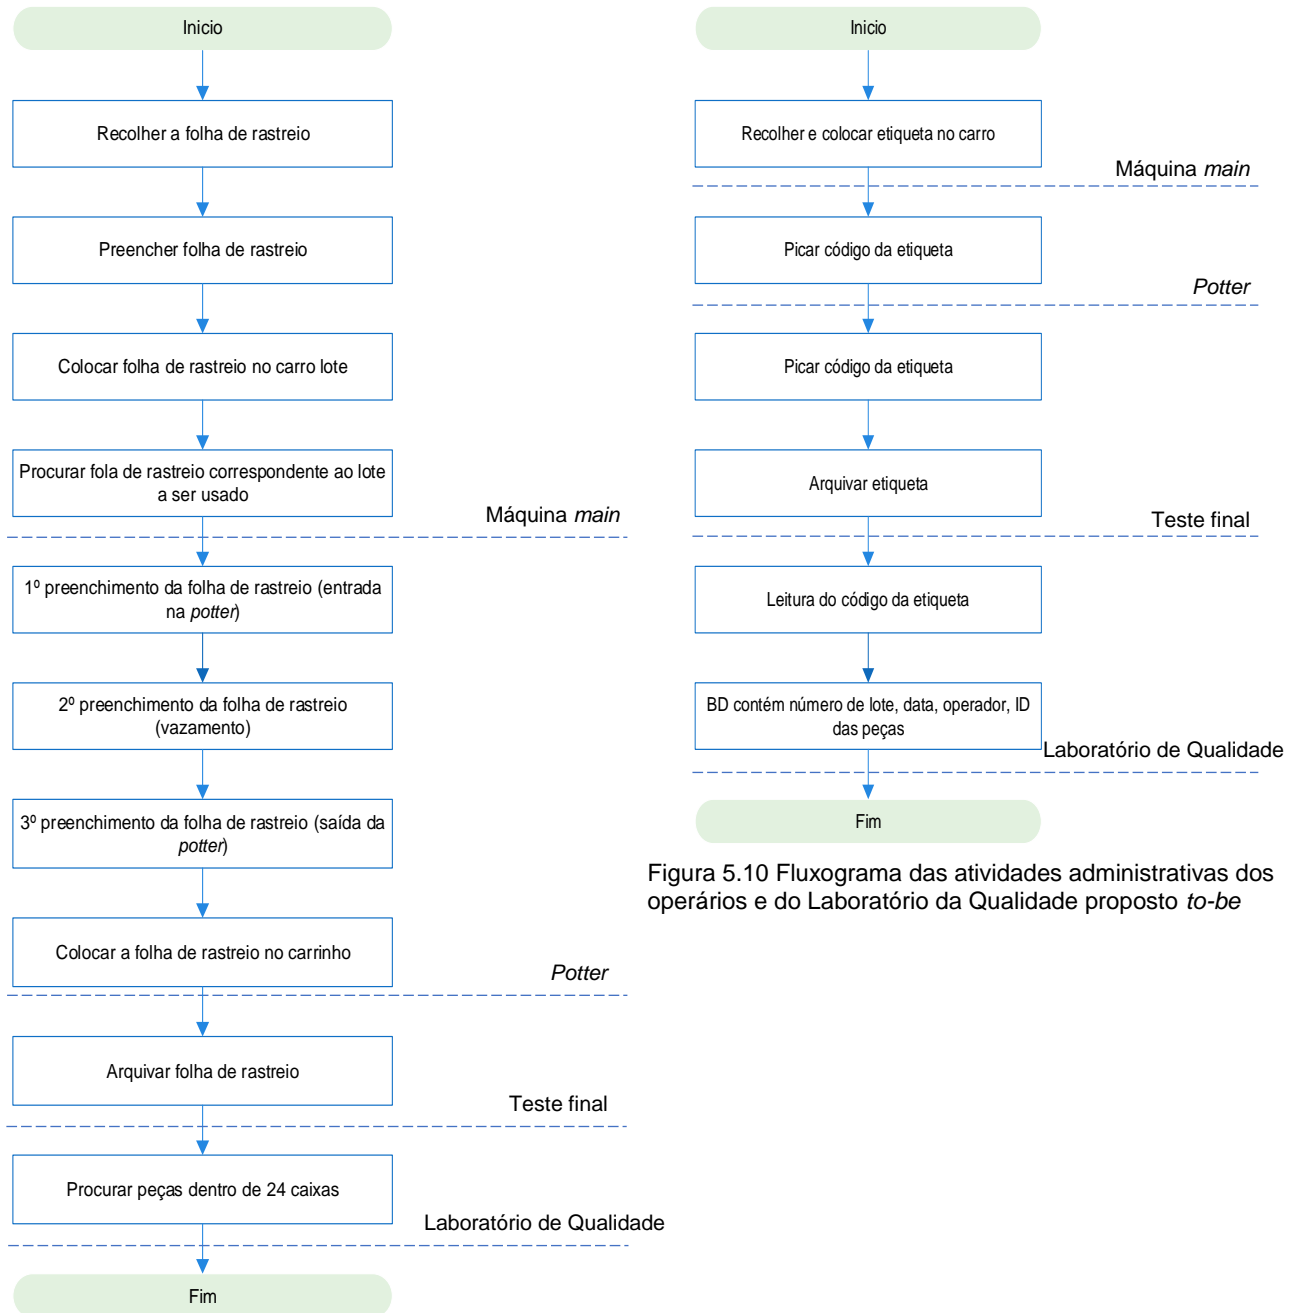 Inicio
Recolher a folha de rastreio
Preencher folha de rastreio
Colocar folha de rastreio no carro lote
Procurar fola de rastreio correspondente ao lote
a ser usado
Máquina main
1º preenchimento da folha de rastreio (entrada
na potter)
2º preenchimento da folha de rastreio
(vazamento)
3º preenchimento da folha de rastreio (saída da
potter)
Colocar a folha de rastreio no carrinho
Potter
Arquivar folha de rastreio
Teste final
Procurar peças dentro de 24 caixas
Laboratório de Qualidade
Fim
Inicio
Recolher e colocar etiqueta no carro
Máquina main
Picar código da etiqueta
Potter
Picar código da etiqueta
Arquivar etiqueta
Teste final
Leitura do código da etiqueta
BD contém número de lote, data, operador, ID
das peças
Laboratório de Qualidade
Fim
Figura 5.10 Fluxograma das atividades administrativas dos
operários e do Laboratório da Qualidade proposto to-be